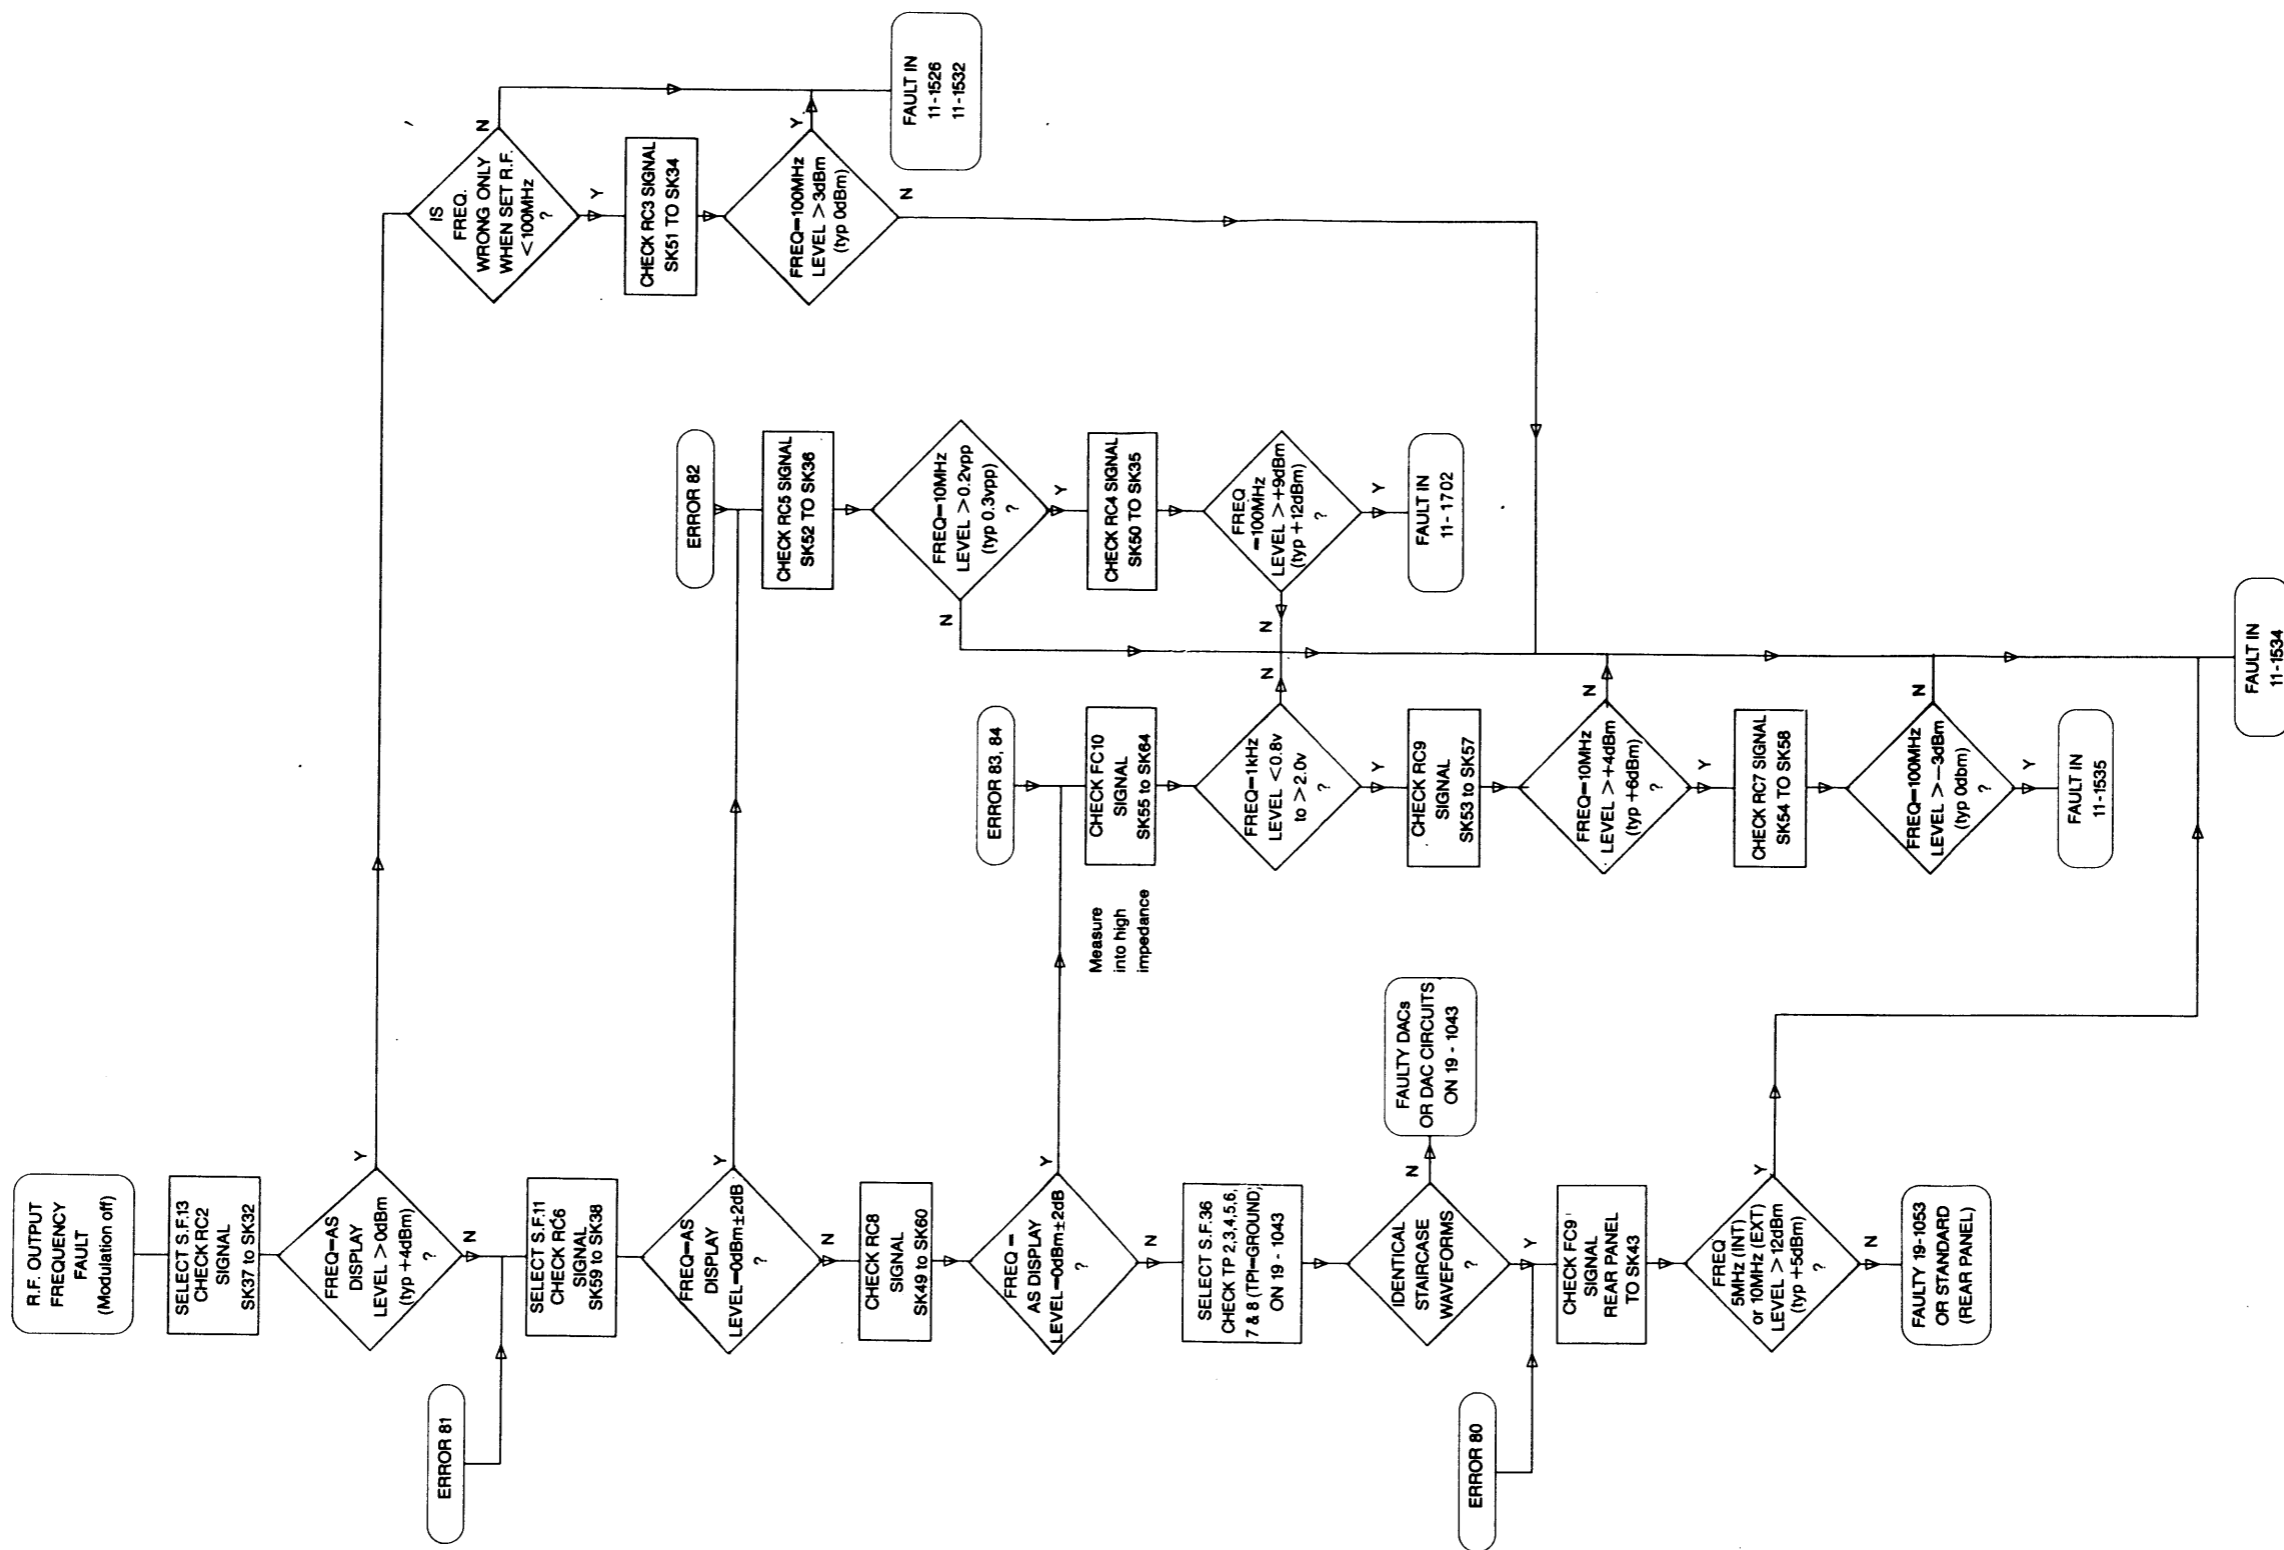 R.F. OUTPUT
FREQUENCY
FAULT
(Modulation off)
SELECT S.F.13
CHECK RC2
SIGNAL
SK37 to SK32
FREQ=AS
DISPLAY
LEVEL >0dBm
(typ +4dBm)
?
Y
N
ERROR 81
SELECT S.F.11
CHECK RC6
SIGNAL
SK59 to SK38
FREQ=AS
DISPLAY
LEVEL=0dBm±2dB
?
Y
N
CHECK RC8
SIGNAL
SK49 to SK60
FREQ =
AS DISPLAY
LEVEL=0dBm±2dB
?
Y
N
SELECT S.F.36
CHECK TP 2,3,4,5,6,
7 & 8 (TPI=GROUND)
ON 19 - 1043
IDENTICAL
STAIRCASE
WAVEFORMS
?
N
Y
FAULTY DACs
OR DAC CIRCUITS
ON 19 - 1043
ERROR 80
CHECK FC9
SIGNAL
REAR PANEL
TO SK43
FREQ
5MHz (INT)
or 10MHz (EXT)
LEVEL >12dBm
(typ +5dBm)
?
Y
N
FAULTY 19-1053
OR STANDARD
(REAR PANEL)
ERROR 83, 84
Measure
into high
impedance
CHECK FC10
SIGNAL
SK55 to SK64
FREQ=1kHz
LEVEL <0.8v
to >2.0v
?
N
Y
CHECK RC9
SIGNAL
SK53 to SK57
FREQ=10MHz
LEVEL >+4dBm
(typ +6dBm)
?
N
Y
CHECK RC7 SIGNAL
SK54 TO SK58
FREQ=100MHz
LEVEL >—3dBm
(typ 0dbm)
?
N
Y
FAULT IN
11-1535
ERROR 82
CHECK RC5 SIGNAL
SK52 TO SK36
FREQ=10MHz
LEVEL >0.2vpp
(typ 0.3vpp)
?
N
Y
CHECK RC4 SIGNAL
SK50 TO SK35
FREQ
=100MHz
LEVEL >+9dBm
(typ +12dBm)
?
N
Y
FAULT IN
11- 1702
IS
FREQ.
WRONG ONLY
WHEN SET R.F.
<100MHz
?
N
Y
CHECK RC3 SIGNAL
SK51 TO SK34
FREQ=100MHz
LEVEL >3dBm
(typ 0dBm)
Y
N
FAULT IN
11-1526
11-1532
FAULT IN
11-1534